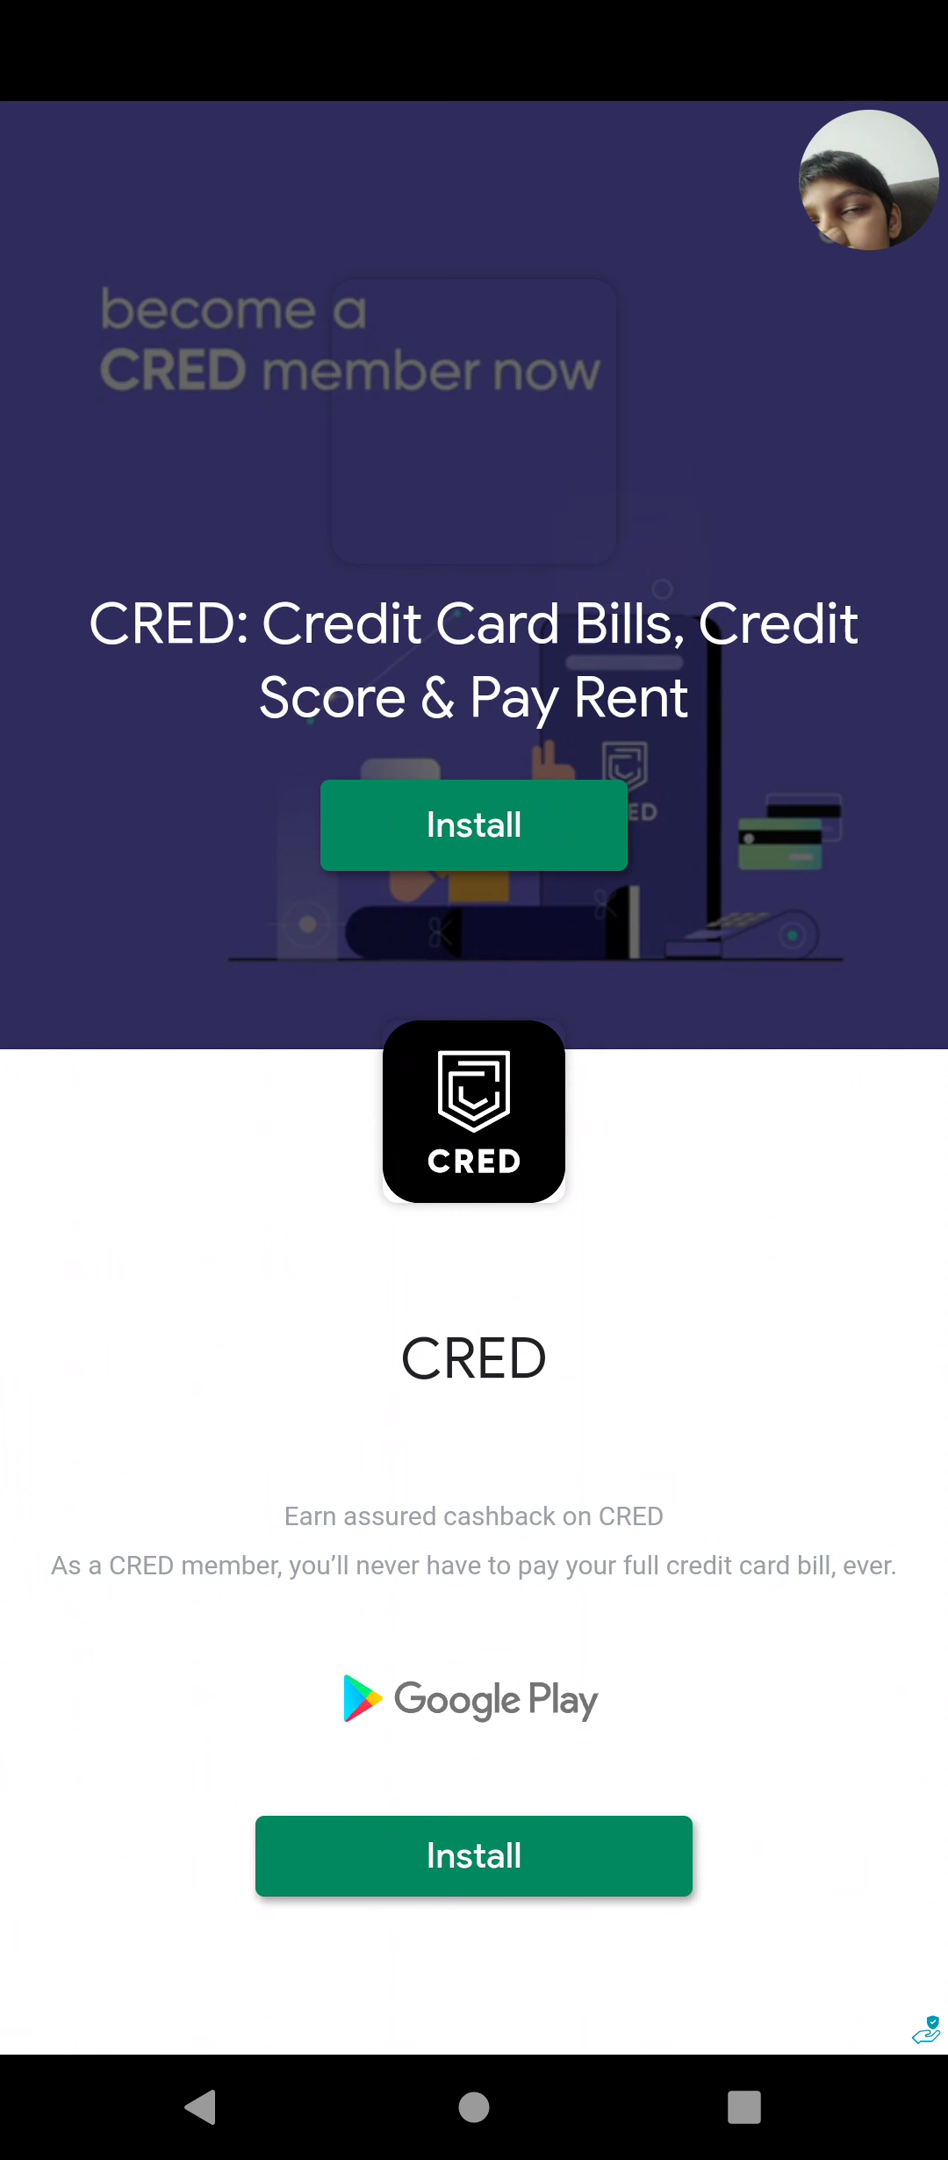 become a
CRED member now
CRED: Credit Card Bills, Credit
Score & Pay Rent
ED
Install
CRED
CRED
Earn assured cashback on CRED
As a CRED member, you’ll never have to pay your full credit card bill, ever.
Google Play
Install